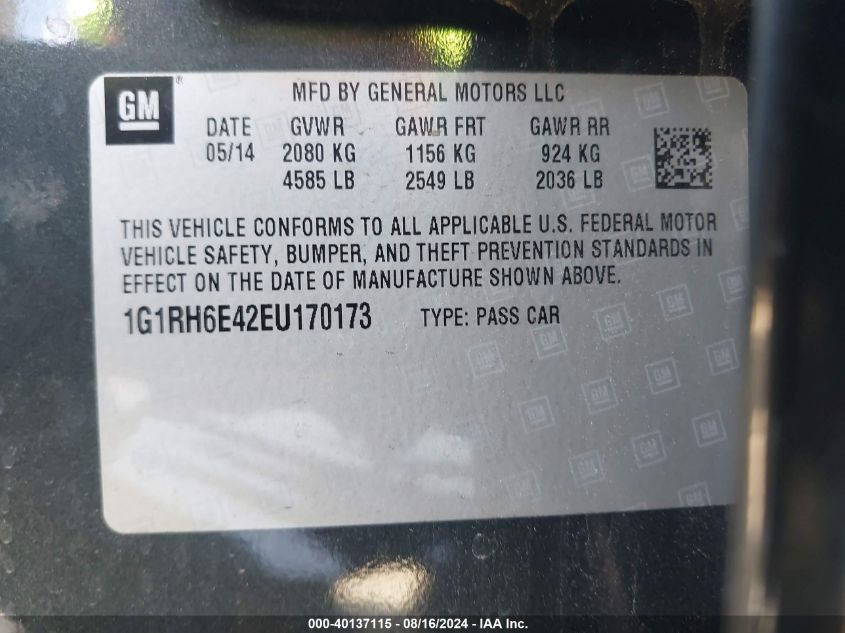 GM®
MFD BY GENERAL MOTORS LLC
DATE GVWR GAWR FRT GAWR RR
05/14 2080 KG 1156 KG 924 KG
4585 LB 2549 LB 2036 LB
THIS VEHICLE CONFORMS TO ALL APPLICABLE U.S. FEDERAL MOTOR
VEHICLE SAFETY, BUMPER, AND THEFT PREVENTION STANDARDS IN
EFFECT ON THE DATE OF MANUFACTURE SHOWN ABOVE.
1G1RH6E42EU170173 TYPE: PASS CAR
000-40137115 - 08/16/2024 - IAA Inc.